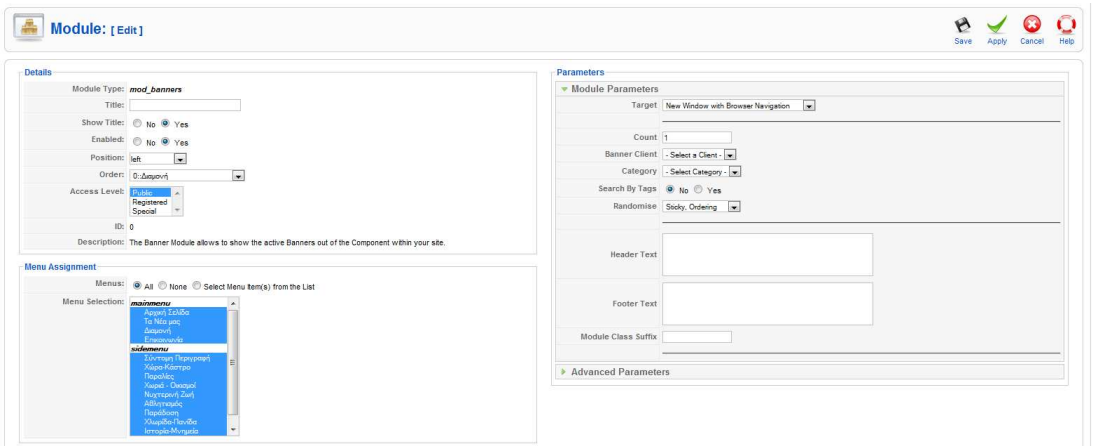 Module: [ Edit ]
Save Apply Cancel Help
Details
Module Type: mod_banners
Title:
Show Title: No Yes
Enabled: No Yes
Position: left
Order: 0::Διαμονή
Access Level: Public
Registered
Special
ID: 0
Description: The Banner Module allows to show the active Banners out of the Component within your site.
Menu Assignment
Menus: All None Select Menu Item(s) from the List
Menu Selection: mainmenu
Αρχική Σελίδα
Τα Νέα μας
Διαμονή
Επικοινωνία
sidemenu
Σύντομη Περιγραφή
Χώρα-Κάστρο
Παραλίες
Χωριά - Οικισμοί
Νυχτερινή Ζωή
Αθλητισμός
Παράδοση
Χλωρίδα-Πανίδα
Ιστορία-Μνημεία
Parameters
Module Parameters
Target New Window with Browser Navigation
Count 1
Banner Client - Select a Client -
Category - Select Category -
Search By Tags No Yes
Randomise Sticky, Ordering
Header Text
Footer Text
Module Class Suffix
Advanced Parameters